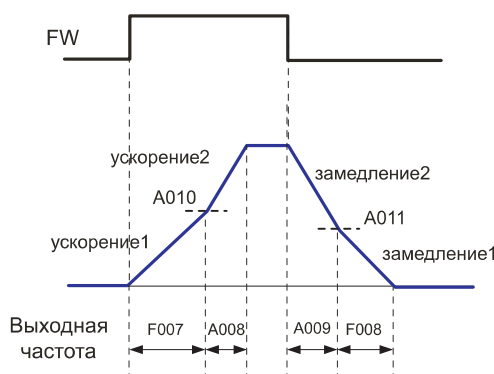 FW
ускорение2
замедление2
A010
A011
ускорение1
замедление1
Выходная
частота
F007
A008
A009
F008